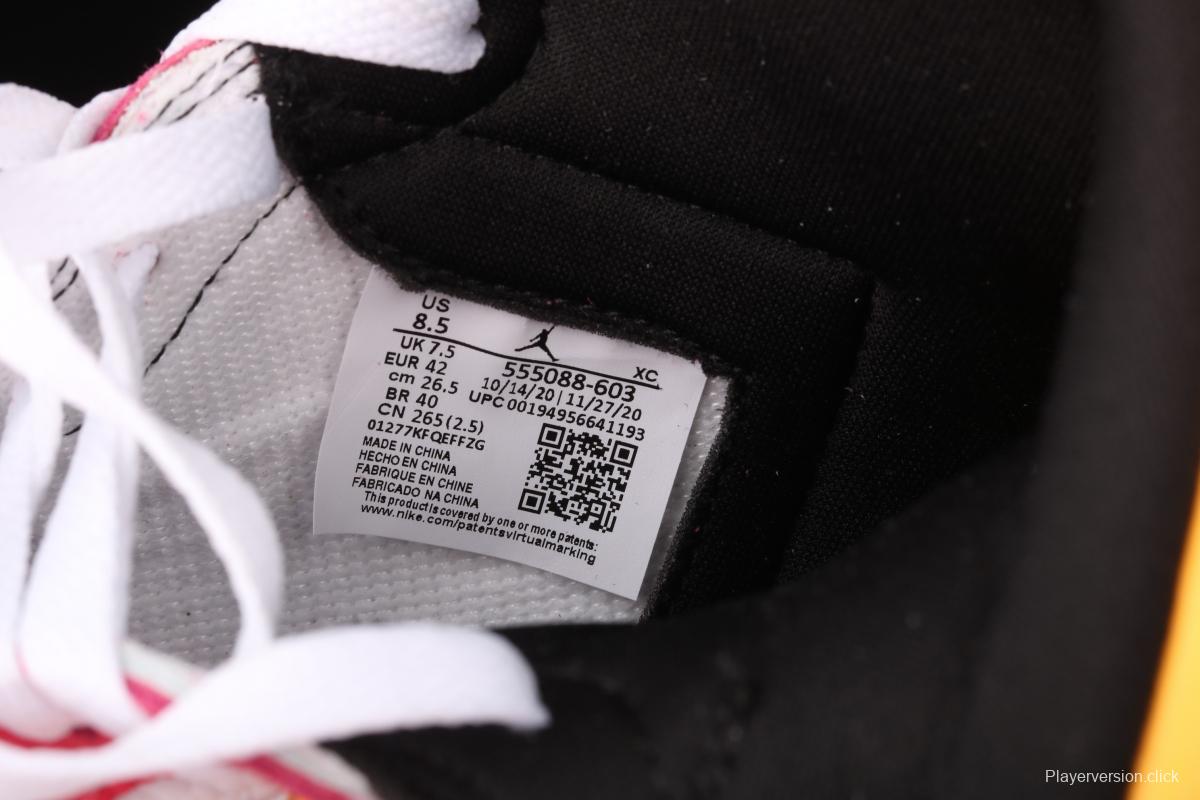 US
8.5
UK 7.5
EUR 42
cm 26.5
BR 40
CN 265 (2.5)
01277KFQEFFZG
MADE IN CHINA
HECHO EN CHINA
FABRIQUE EN CHINE
FABRICADO NA CHINA
XC
555088-603
10/14/20 | 11/27/20
UPC 00194956641193
This product is covered by one or more patents:
www.nike.com/patentsvirtualmarking
Playerversion.click